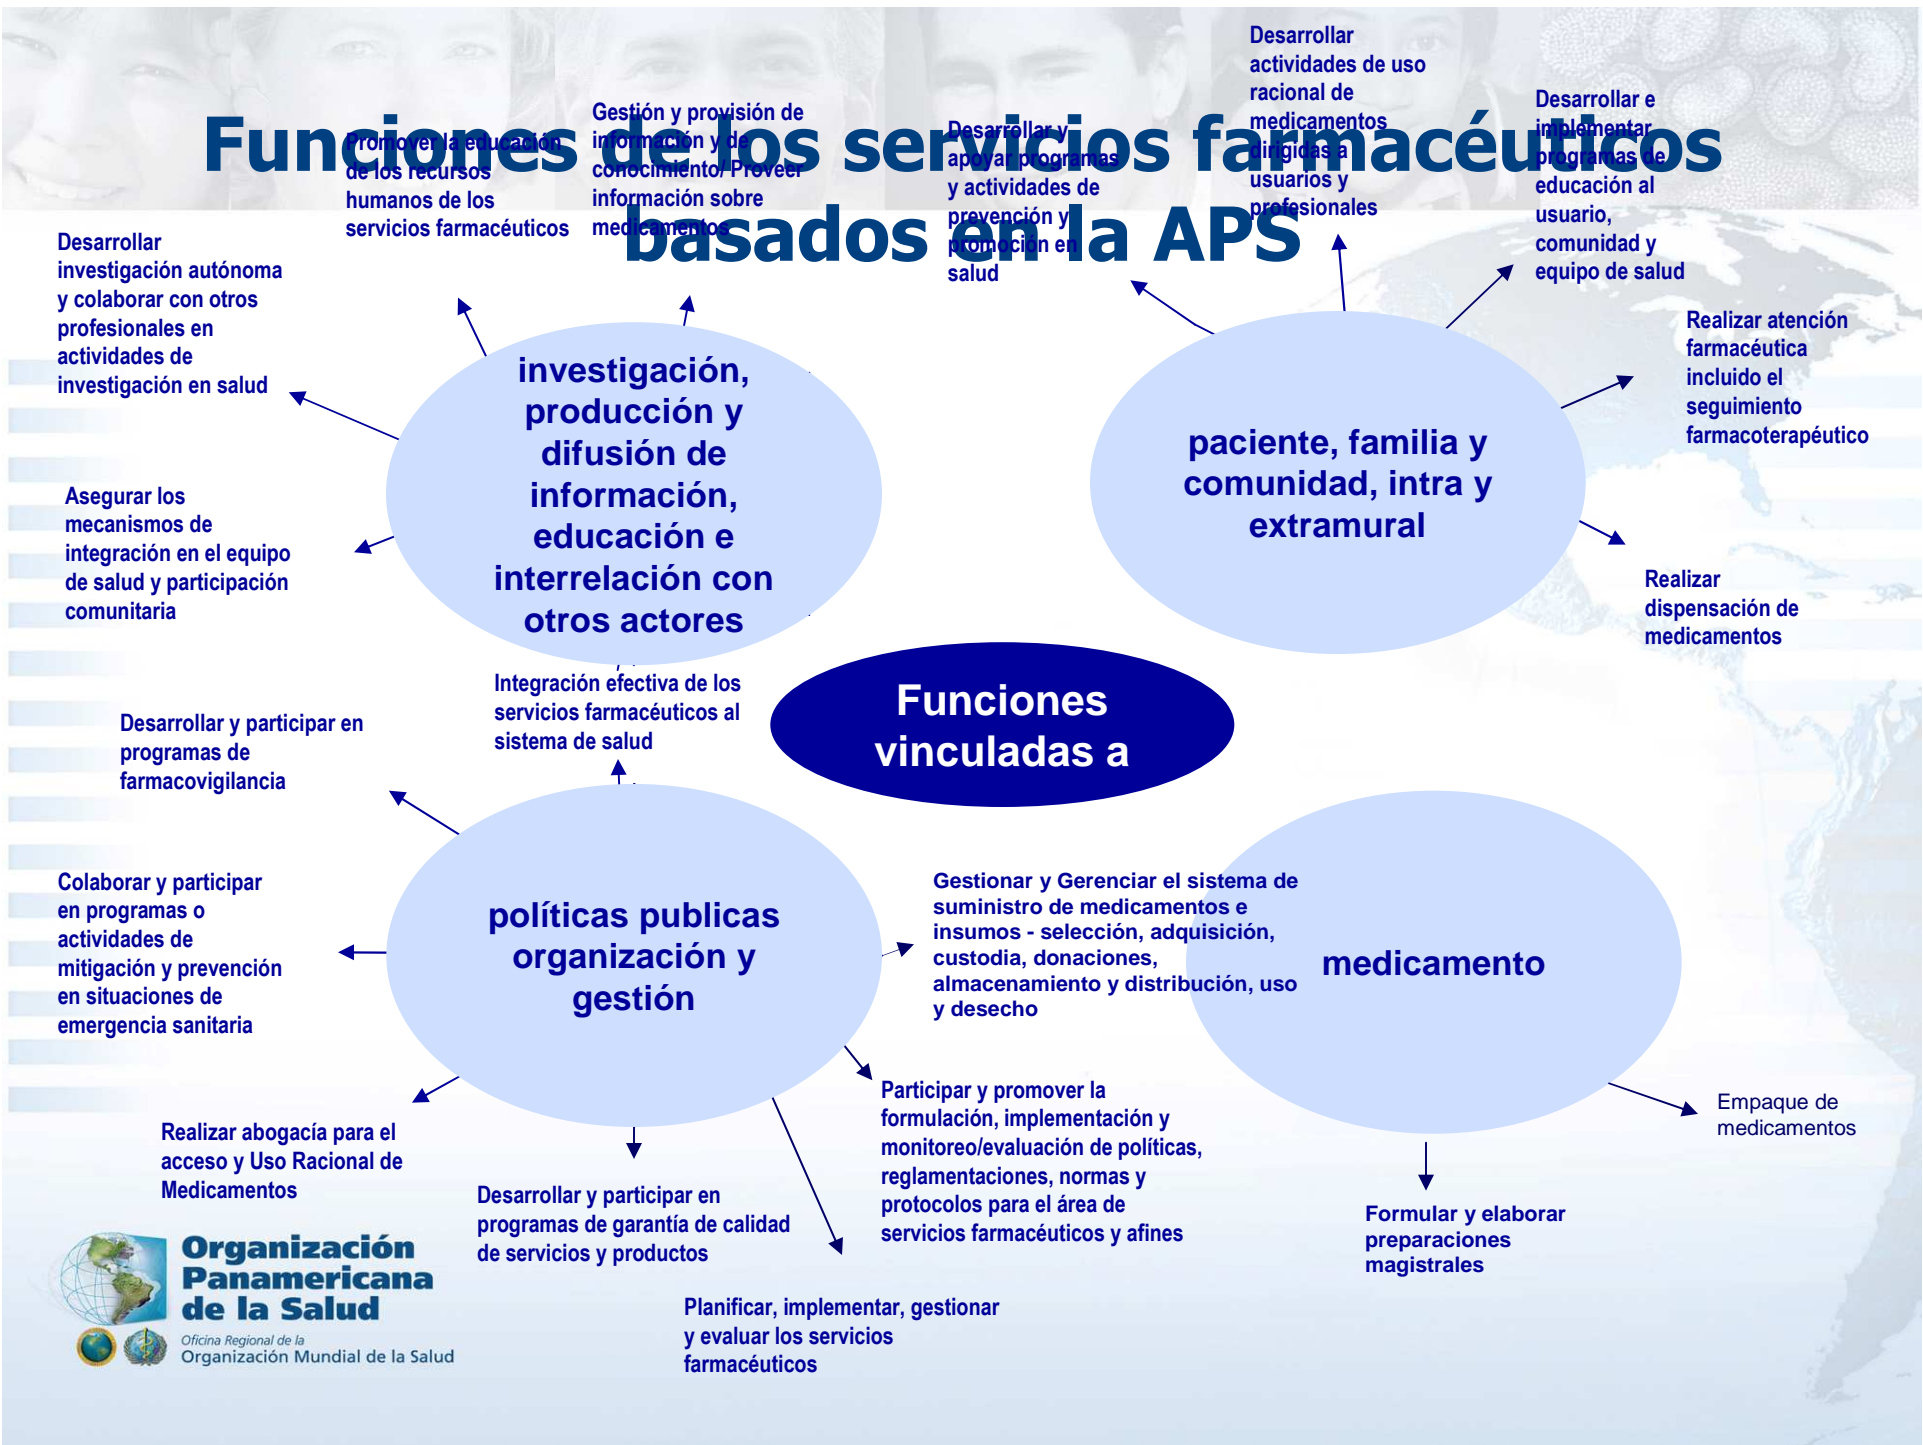 Funciones de los servicios farmacéuticos
basados en la APS
Promover la educación
de los recursos
humanos de los
servicios farmacéuticos
Gestión y provisión de
información y de
conocimiento/ Proveer
información sobre
medicamentos
Desarrollar y
apoyar programas
y actividades de
prevención y
promoción en
salud
Desarrollar
actividades de uso
racional de
medicamentos
dirigidas a
usuarios y
profesionales
Desarrollar e
implementar
programas de
educación al
usuario,
comunidad y
equipo de salud
Desarrollar
investigación autónoma
y colaborar con otros
profesionales en
actividades de
investigación en salud
Realizar atención
farmacéutica
incluido el
seguimiento
farmacoterapéutico
investigación,
producción y
difusión de
información,
educación e
interrelación con
otros actores
paciente, familia y
comunidad, intra y
extramural
Asegurar los
mecanismos de
integración en el equipo
de salud y participación
comunitaria
Realizar
dispensación de
medicamentos
Integración efectiva de los
servicios farmacéuticos al
sistema de salud
Funciones
vinculadas a
Desarrollar y participar en
programas de
farmacovigilancia
Colaborar y participar
en programas o
actividades de
mitigación y prevención
en situaciones de
emergencia sanitaria
políticas publicas
organización y
gestión
Gestionar y Gerenciar el sistema de
suministro de medicamentos e
insumos - selección, adquisición,
custodia, donaciones,
almacenamiento y distribución, uso
y desecho
medicamento
Realizar abogacía para el
acceso y Uso Racional de
Medicamentos
Desarrollar y participar en
programas de garantía de calidad
de servicios y productos
Participar y promover la
formulación, implementación y
monitoreo/evaluación de políticas,
reglamentaciones, normas y
protocolos para el área de
servicios farmacéuticos y afines
Empaque de
medicamentos
Formular y elaborar
preparaciones
magistrales
Planificar, implementar, gestionar
y evaluar los servicios
farmacéuticos
Organización
Panamericana
de la Salud
Oficina Regional de la
Organización Mundial de la Salud